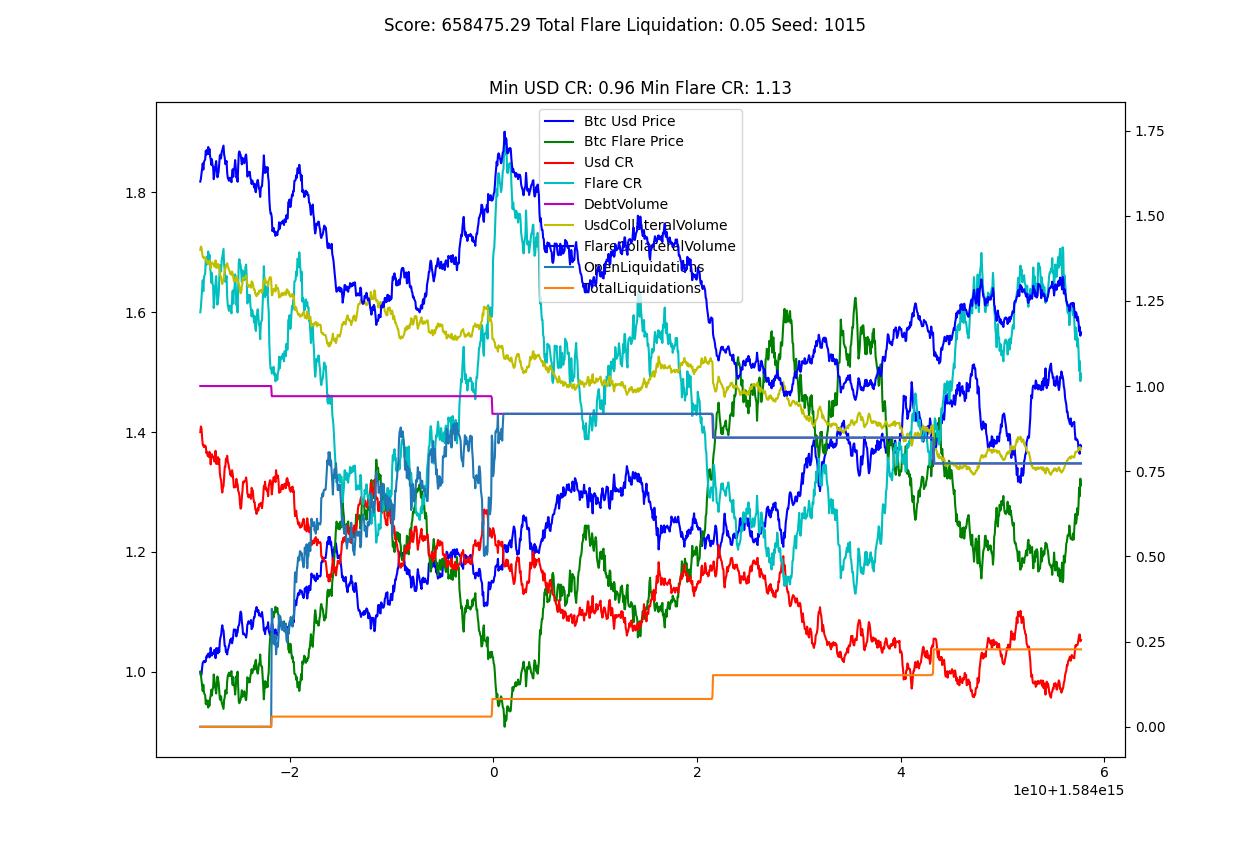 Score: 658475.29 Total Flare Liquidation: 0.05 Seed: 1015
Min USD CR: 0.96 Min Flare CR: 1.13
Btc Usd Price
Btc Flare Price
Usd CR
Flare CR
DebtVolume
UsdCollateralVolume
FlareCollateralVolume
OpenLiquidations
TotalLiquidations
1.8
1.6
1.4
1.2
1.0
1.75
1.50
1.25
1.00
0.75
0.50
0.25
0.00
−2 0 2 4 6
1e10+1.584e15